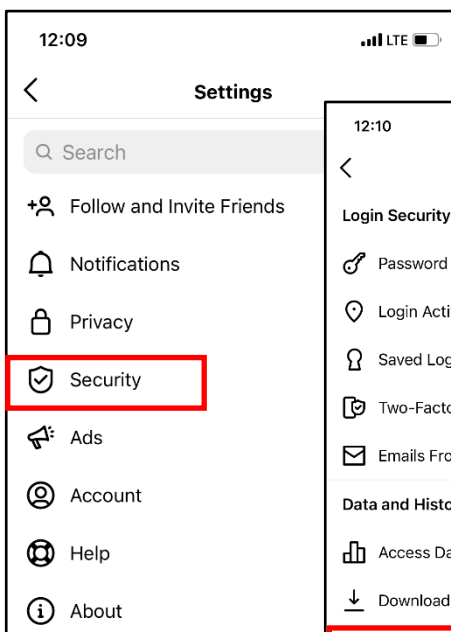 12:09
LTE
Settings
Search
Follow and Invite Friends
Notifications
Privacy
Security
Ads
Account
Help
About
12:10
Login Security
Password
Login Acti
Saved Log
Two-Facto
Emails Fro
Data and Histo
Access Da
Download